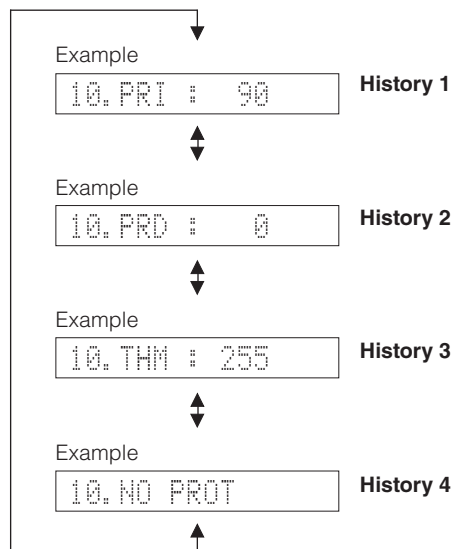 Example
10. PRI : 90
History 1
Example
10. PRD : 0
History 2
Example
10. THM : 255
History 3
Example
10. NO PROT
History 4